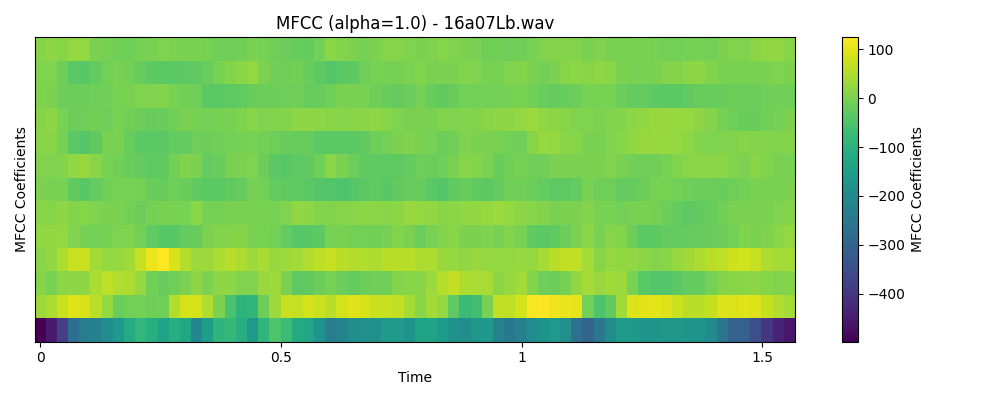 MFCC (alpha=1.0) - 16a07Lb.wav
MFCC Coefficients
0
0.5
1
1.5
Time
100
0
−100
−200
−300
−400
MFCC Coefficients